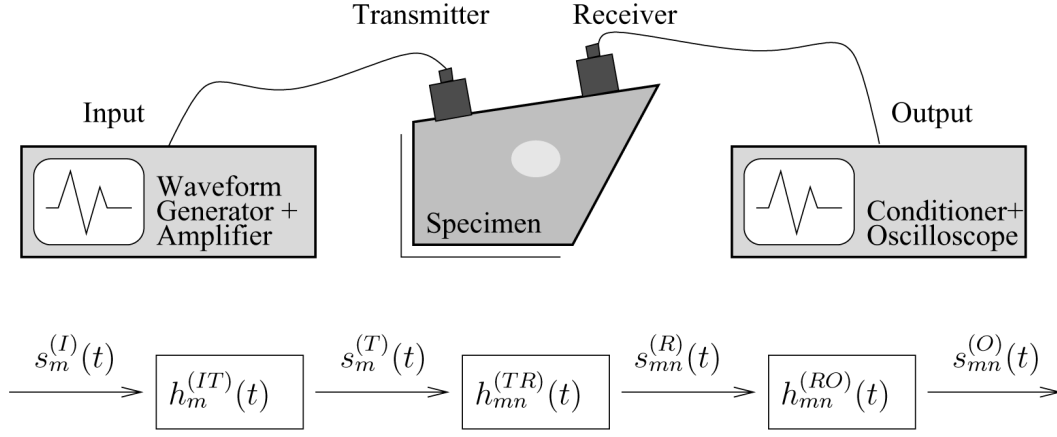 Transmitter
Receiver
Input
Output
Waveform
Generator +
Amplifier
Specimen
Conditioner+
Oscilloscope
s_m^{(I)}(t)
s_m^{(T)}(t)
s_{mn}^{(R)}(t)
s_{mn}^{(O)}(t)
h_m^{(IT)}(t)
h_{mn}^{(TR)}(t)
h_{mn}^{(RO)}(t)